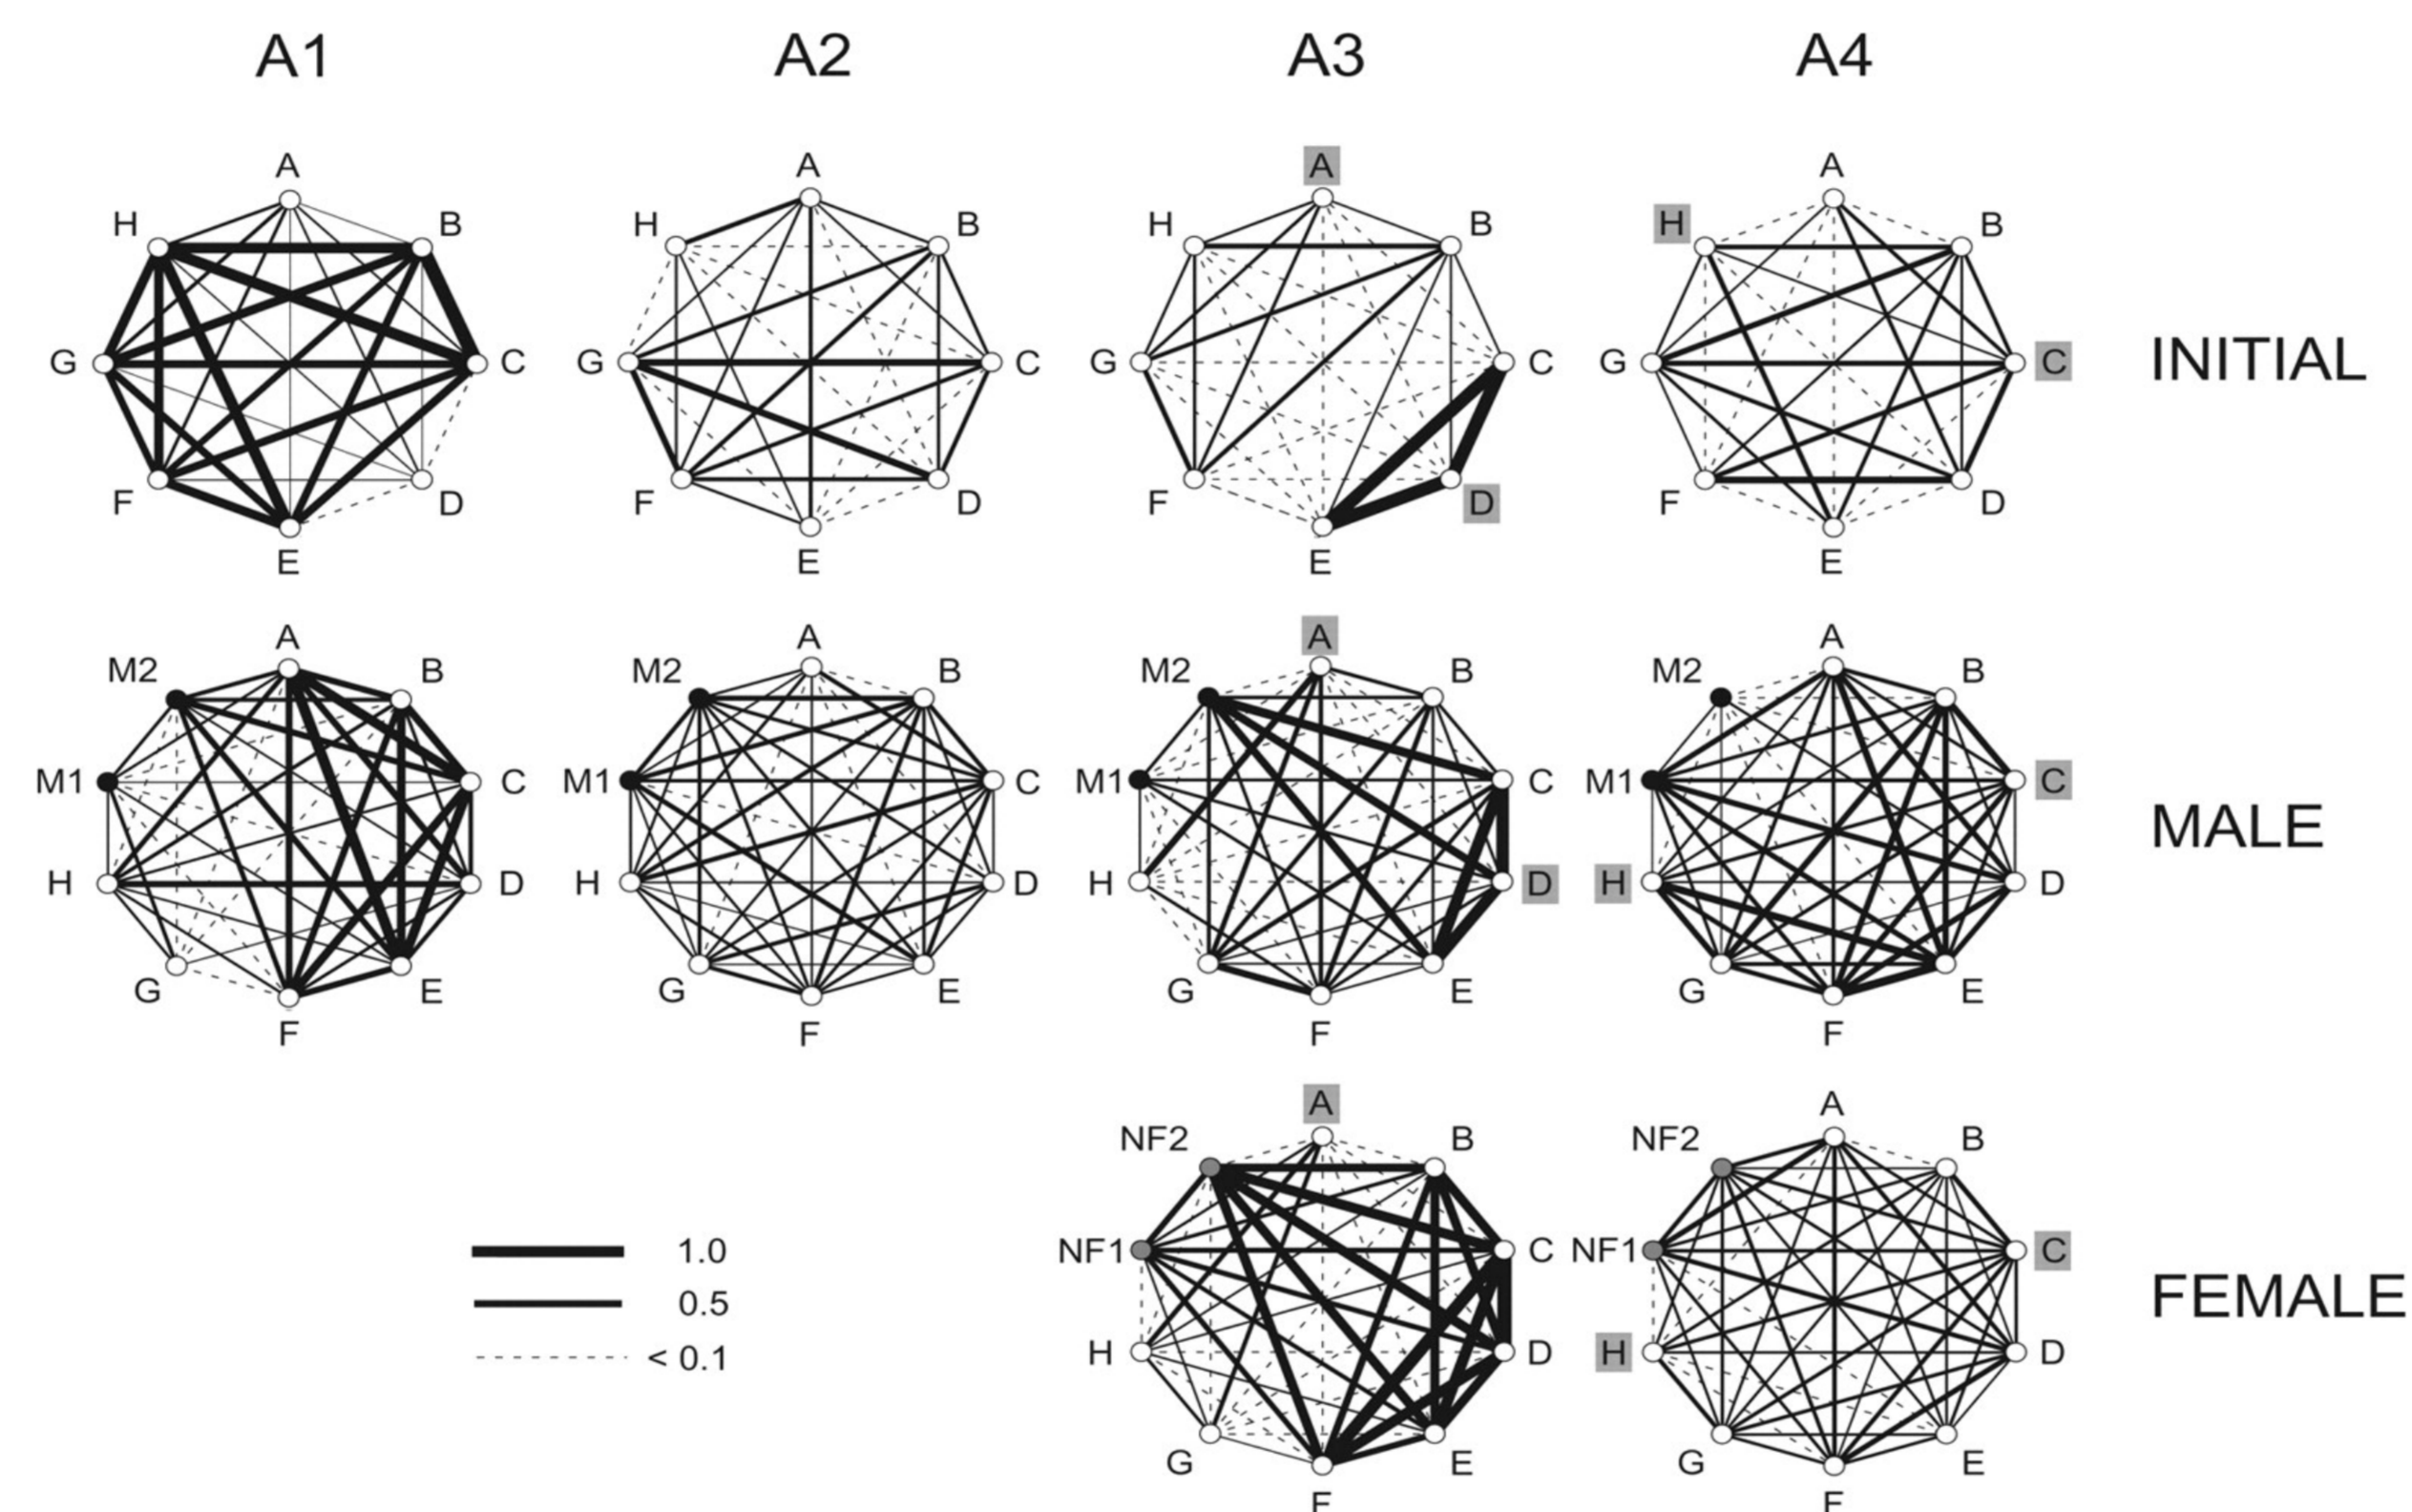 A1 A2 A3 A4
A A A A
H B H B H B H B
G C G C G C G C INITIAL
F D F D F D F D
E E E E
A A A A
M2 B M2 B M2 B M2 B
M1 C M1 C M1 C M1 C
MALE
H D H D H D H D
G E G E G E G E
F F F F
A A
NF2 B NF2 B
1.0 NF1 C NF1 C
FEMALE
0.5
< 0.1 H D H D
G E G E
F F